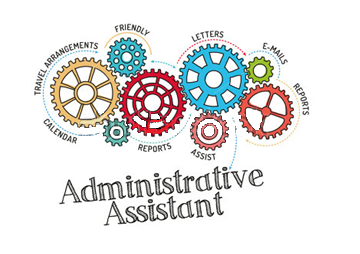 FRIENDLY
LETTERS
E-MAILS
TRAVEL ARRANGEMENTS
REPORTS
CALENDAR
REPORTS
ASSIST
Administrative
Assistant